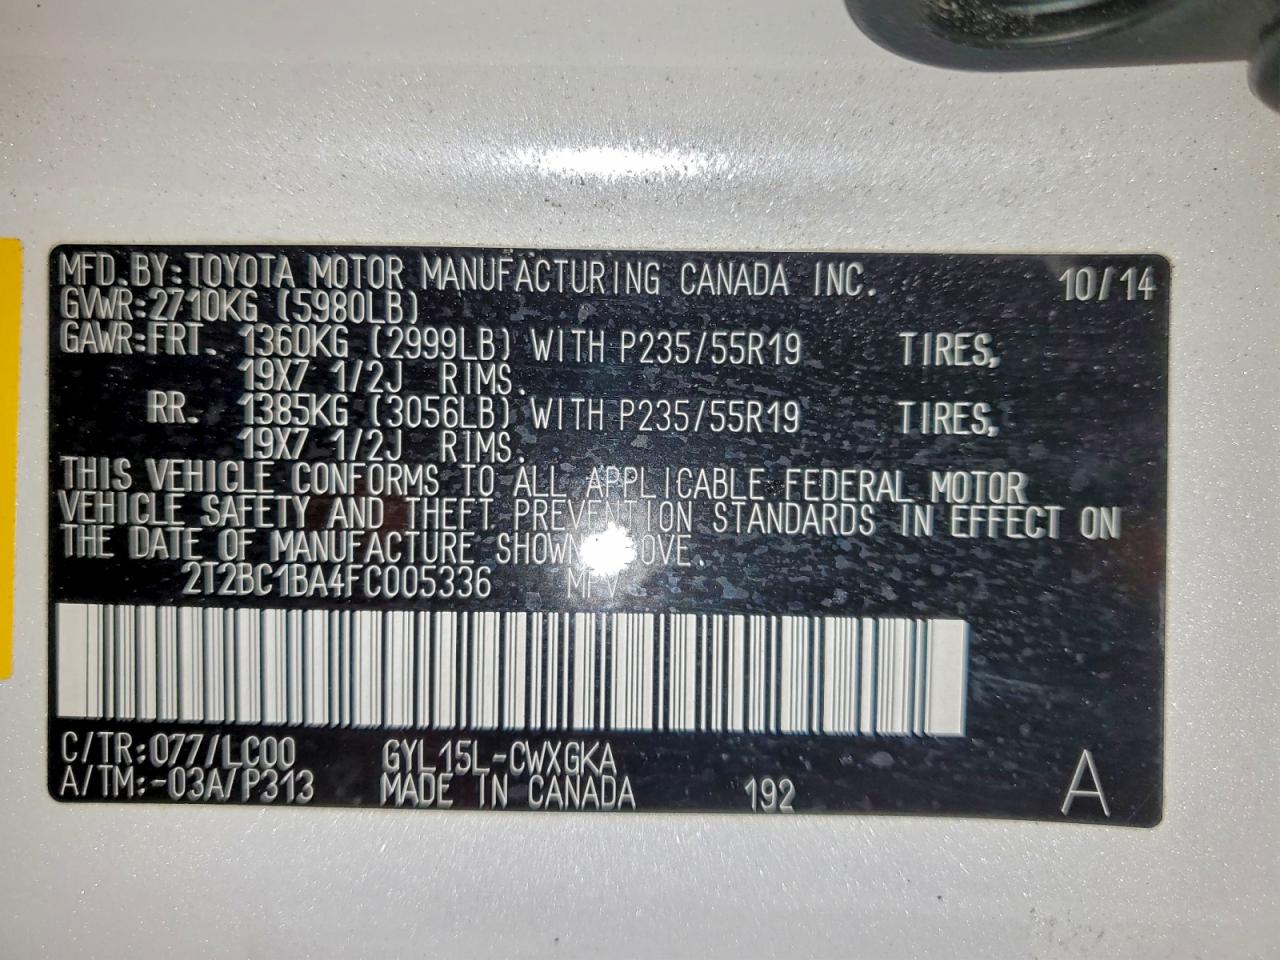 MFD.BY:TOYOTA MOTOR MANUFACTURING CANADA INC. 10/14
GVWR:2710KG (5980LB)
GAWR:FRT. 1360KG (2999LB) WITH P235/55R19 TIRES,
19X7 1/2J RIMS.
RR. 1385KG (3056LB) WITH P235/55R19 TIRES,
19X7 1/2J RIMS.
THIS VEHICLE CONFORMS TO ALL APPLICABLE FEDERAL MOTOR
VEHICLE SAFETY AND THEFT PREVENTION STANDARDS IN EFFECT ON
THE DATE OF MANUFACTURE SHOWN ABOVE.
2T2BC1BA4FC005336 MPV
C/TR:077/LC00 GYL15L-CWXGKA
A/TM:-03A/P313 MADE IN CANADA 192 A